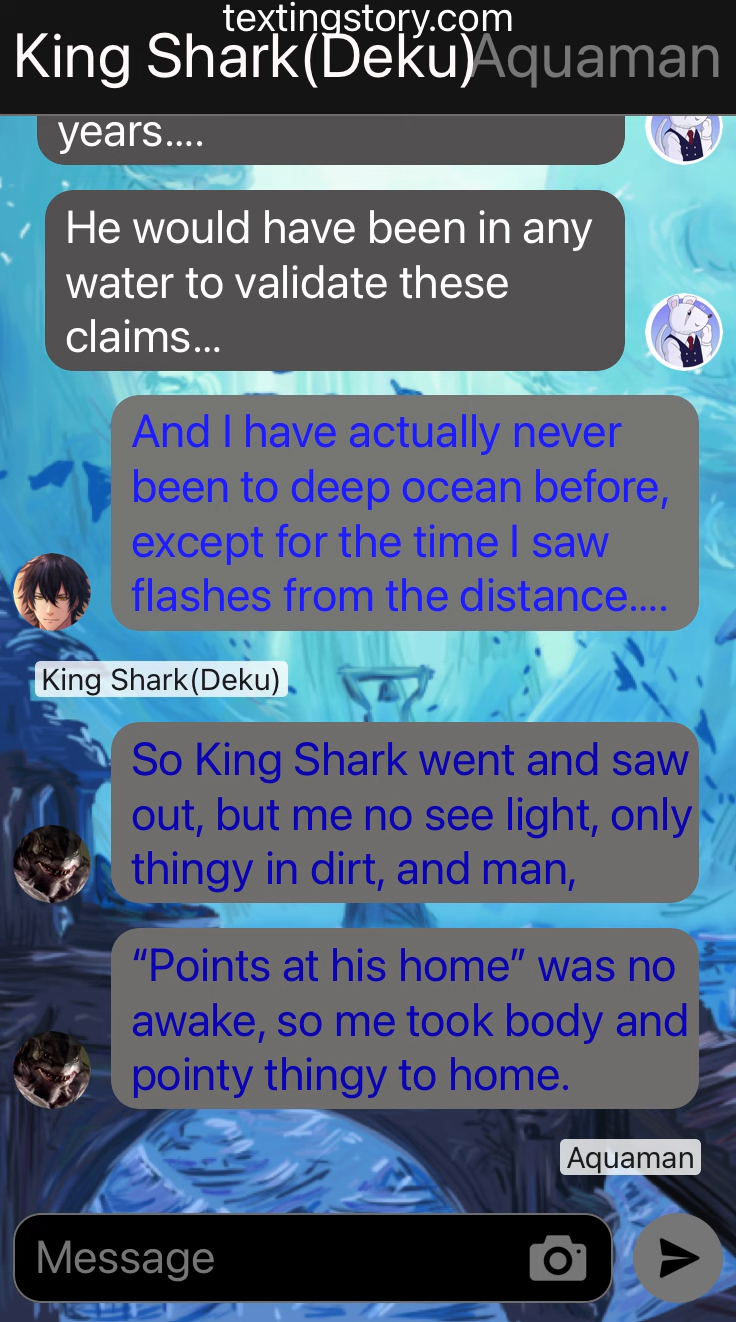 textingstory.com
King Shark(Deku) Aquaman
years....
He would have been in any
water to validate these
claims...
And I have actually never
been to deep ocean before,
except for the time I saw
flashes from the distance....
King Shark(Deku)
So King Shark went and saw
out, but me no see light, only
thingy in dirt, and man,
“Points at his home” was no
awake, so me took body and
pointy thingy to home.
Aquaman
Message